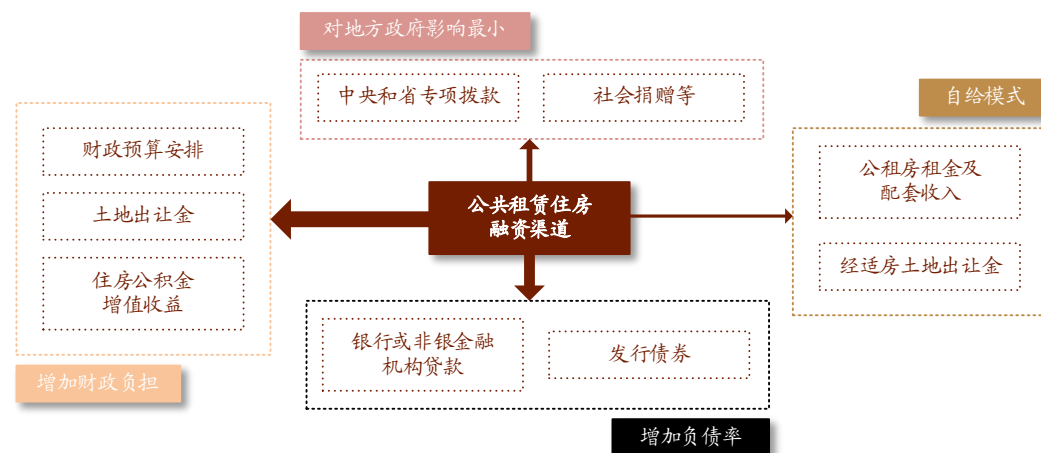 对地方政府影响最小
中央和省专项拨款
社会捐赠等
自给模式
财政预算安排
土地出让金
住房公积金
增值收益
增加财政负担
公共租赁住房
融资渠道
公租房租金及
配套收入
经适房土地出让金
银行或非银金融
机构贷款
发行债券
增加负债率